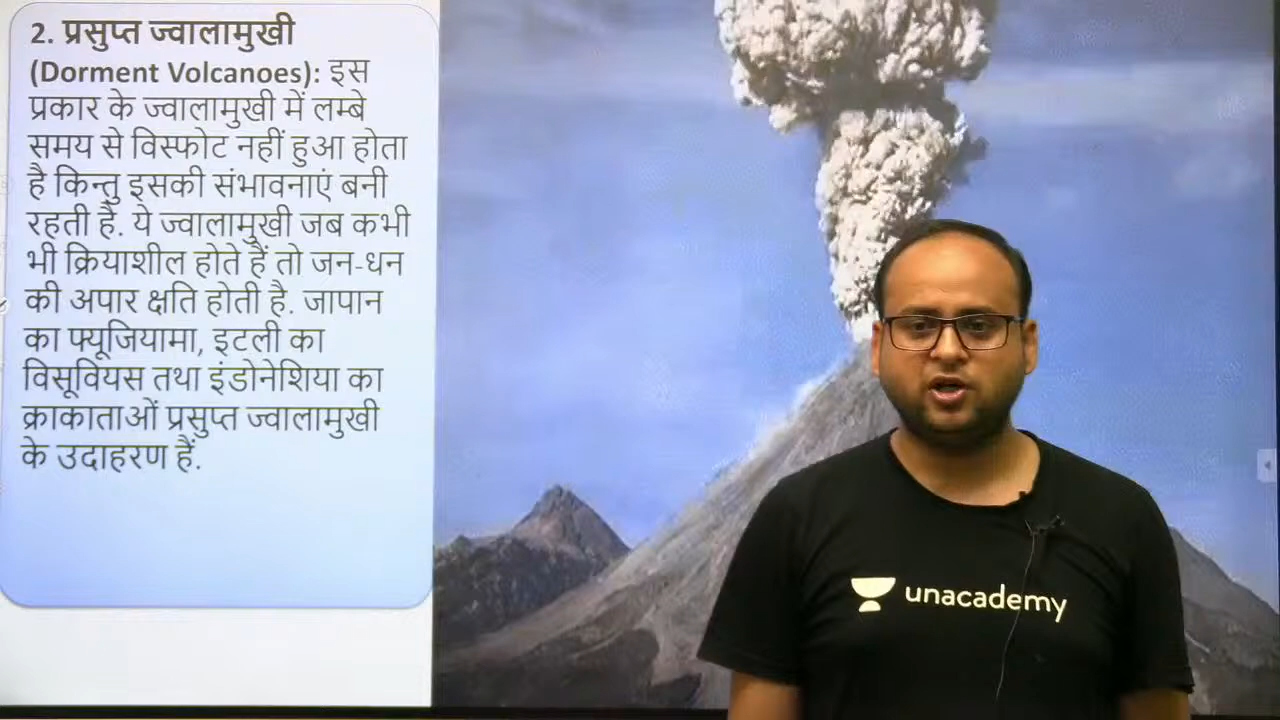 2. प्रसुप्त ज्वालामुखी
(Dorment Volcanoes): इस
प्रकार के ज्वालामुखी में लम्बे
समय से विस्फोट नहीं हुआ होता
है किन्तु इसकी संभावनाएं बनी
रहती है. ये ज्वालामुखी जब कभी
भी क्रियाशील होते हैं तो जन-धन
की अपार क्षति होती है. जापान
का फ्यूजियामा, इटली का
विसूवियस तथा इंडोनेशिया का
क्राकाताओं प्रसुप्त ज्वालामुखी
के उदाहरण हैं.
unacademy